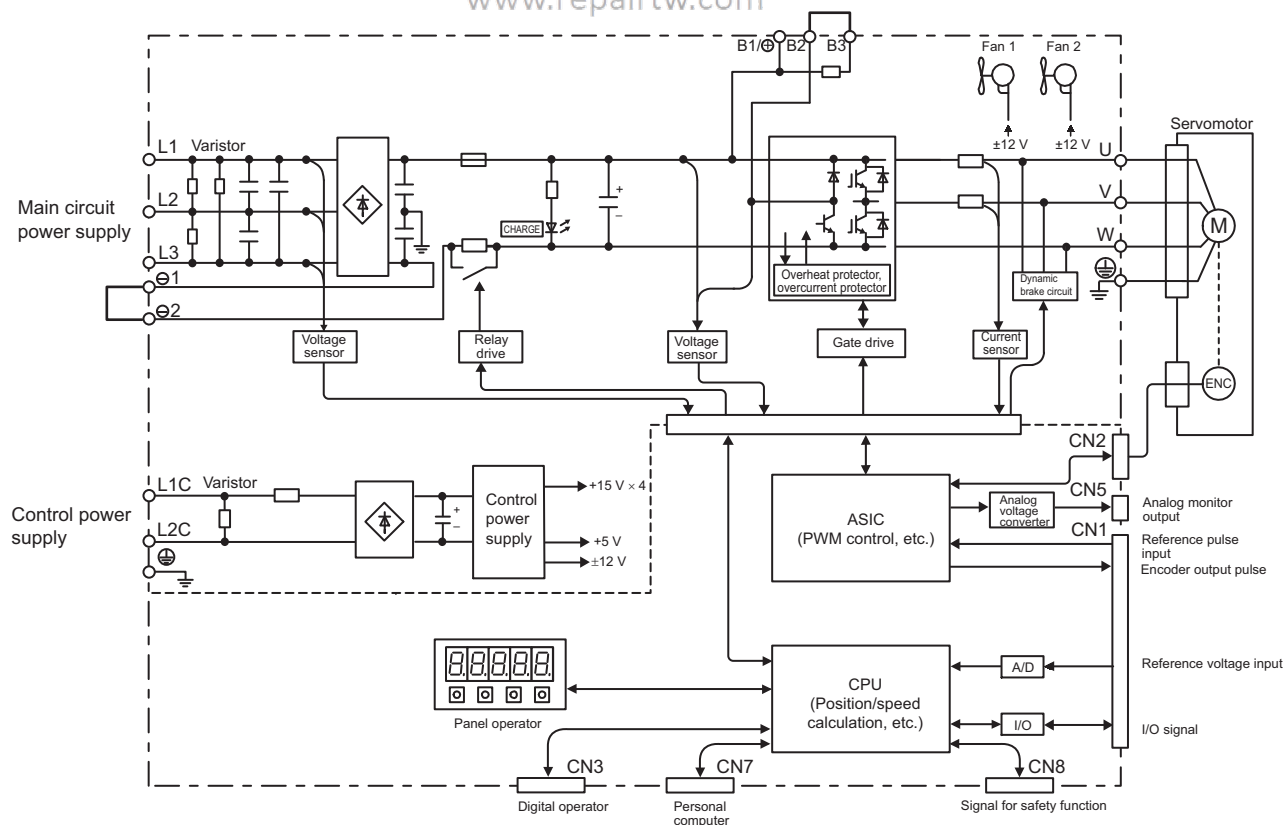 www.repairtw.com
B1/⊕ B2 B3
Fan 1 Fan 2
±12 V ±12 V
Servomotor
L1 Varistor
U
L2
V
Main circuit
power supply
L3
W
M
⊖1
⊖2
CHARGE
+
–
Overheat protector,
overcurrent protector
Dynamic
brake circuit
Voltage
sensor
Relay
drive
Voltage
sensor
Gate drive
Current
sensor
ENC
CN2
L1C Varistor
L2C
Control power
supply
+
–
Control
power
supply
+15 V × 4
+5 V
±12 V
ASIC
(PWM control, etc.)
Analog
voltage
converter
CN5
Analog monitor
output
CN1
Reference pulse
input
Encoder output pulse
8.8.8.8.8.
Panel operator
CPU
(Position/speed
calculation, etc.)
A/D
Reference voltage input
I/O
I/O signal
CN3
CN7
CN8
Digital operator
Personal
computer
Signal for safety function